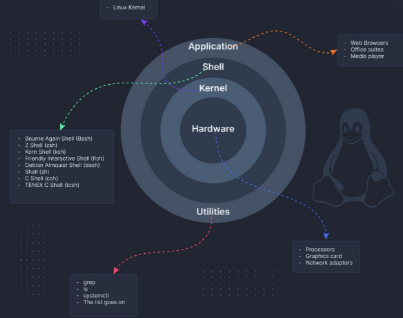 - Linux Kernel
Application
Shell
Kernel
Hardware
Utilities
- Web Browsers
- Office suites
- Media player
- Bourne Again Shell (Bash)
- Z Shell (zsh)
- Korn Shell (ksh)
- Friendly Interactive Shell (fish)
- Debian Almquist Shell (dash)
- Shell (sh)
- C Shell (csh)
- TENEX C Shell (tcsh)
- Processors
- Graphics card
- Network adaptors
- grep
- ls
- systemctl
- The list goes on